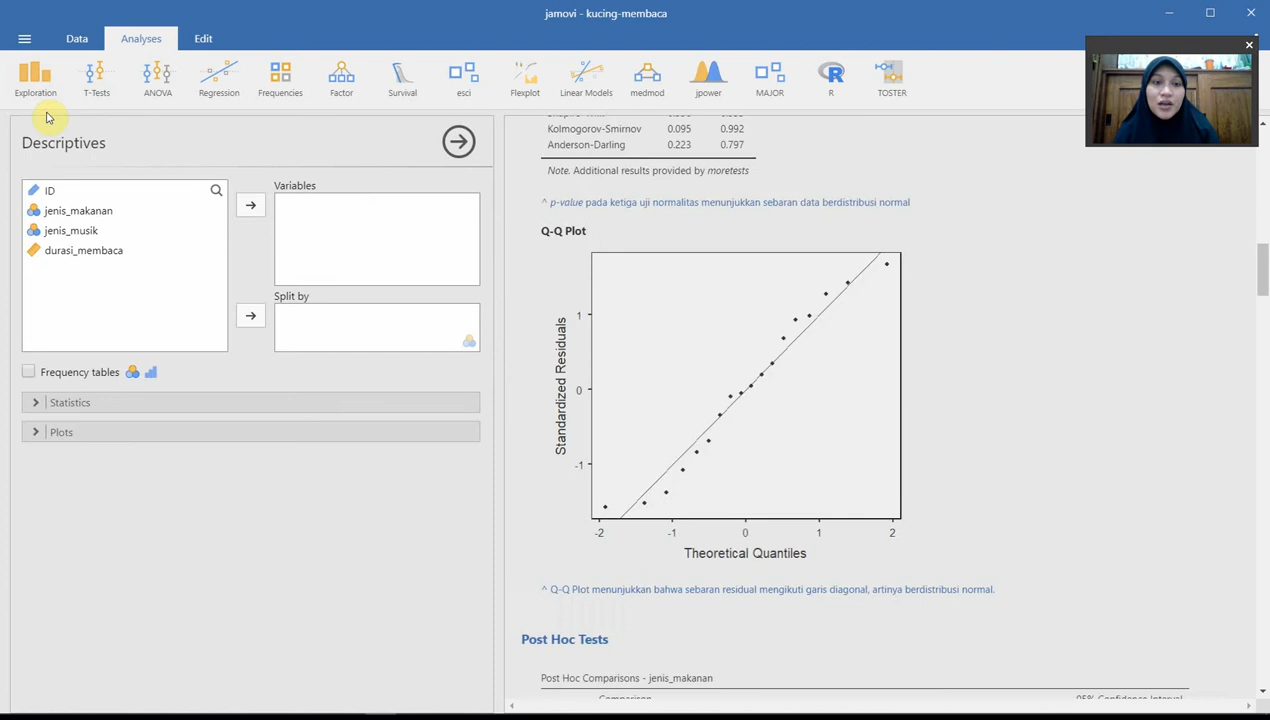 jamovi - kucing-membaca
Data
Analyses
Edit
Exploration
T-Tests
ANOVA
Regression
Frequencies
Factor
Survival
esci
Flexplot
Linear Models
medmod
jpower
MAJOR
R
TOSTER
Descriptives
ID
jenis_makanan
jenis_musik
durasi_membaca
Variables
Split by
Frequency tables
Statistics
Plots
Kolmogorov-Smirnov 0.095 0.992
Anderson-Darling 0.223 0.797
Note. Additional results provided by moretests
^ p-value pada ketiga uji normalitas menunjukkan sebaran data berdistribusi normal
Q-Q Plot
Standardized Residuals
1
0
-1
-2 -1 0 1 2
Theoretical Quantiles
^ Q-Q Plot menunjukkan bahwa sebaran residual mengikuti garis diagonal, artinya berdistribusi normal.
Post Hoc Tests
Post Hoc Comparisons - jenis_makanan
Comparison 95% Confidence Interval